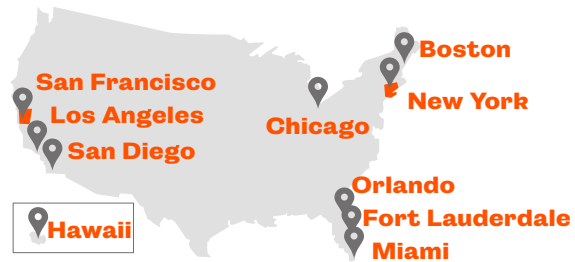 Boston
San Francisco
New York
Los Angeles
Chicago
San Diego
Orlando
Fort Lauderdale
Hawaii
Miami